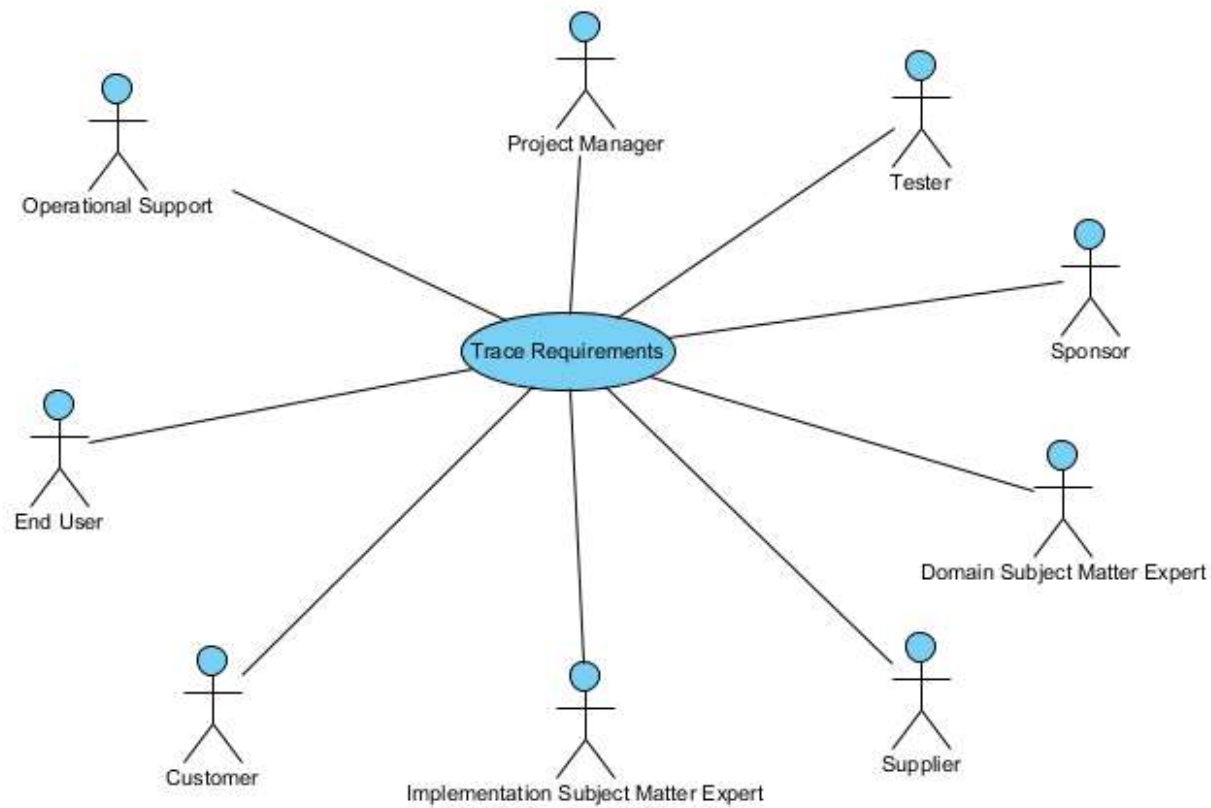 Project Manager
Tester
Operational Support
Trace Requirements
Sponsor
End User
Domain Subject Matter Expert
Customer
Supplier
Implementation Subject Matter Expert